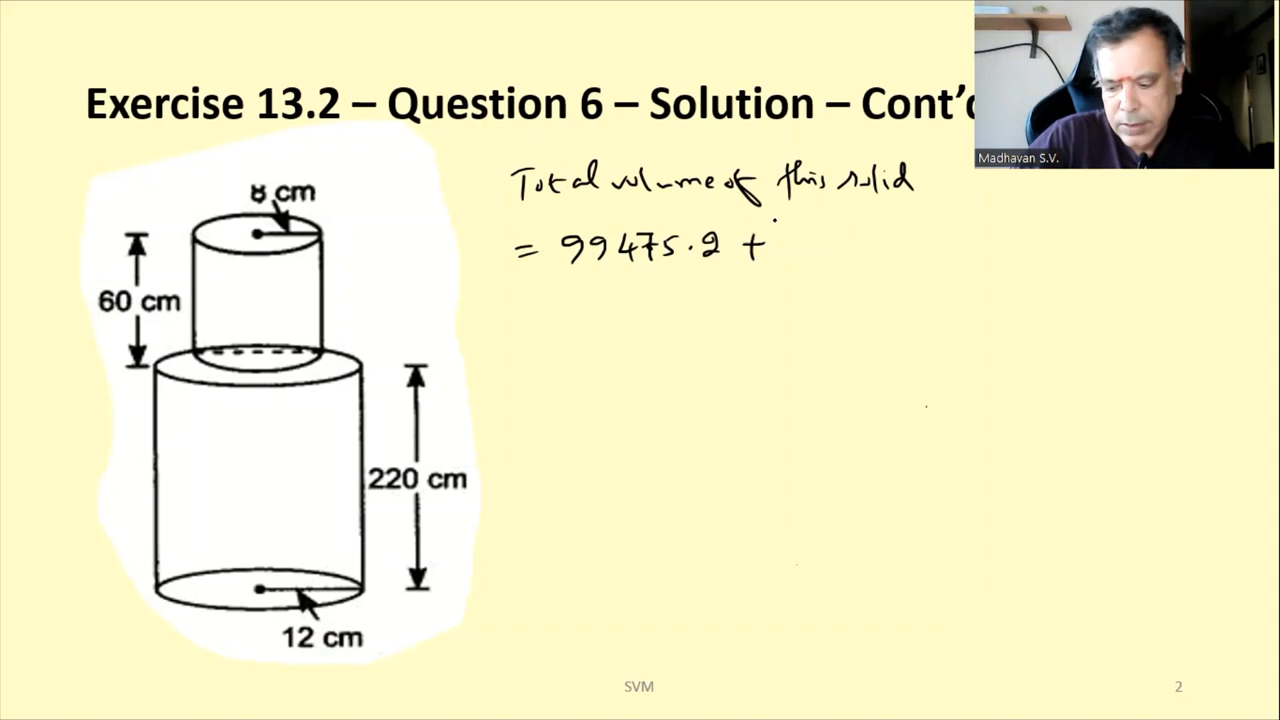 Exercise 13.2 – Question 6 – Solution – Cont’d
Madhavan S.V.
8 cm
60 cm
220 cm
12 cm
Total volume of this solid
= 99475.2 +
SVM
2